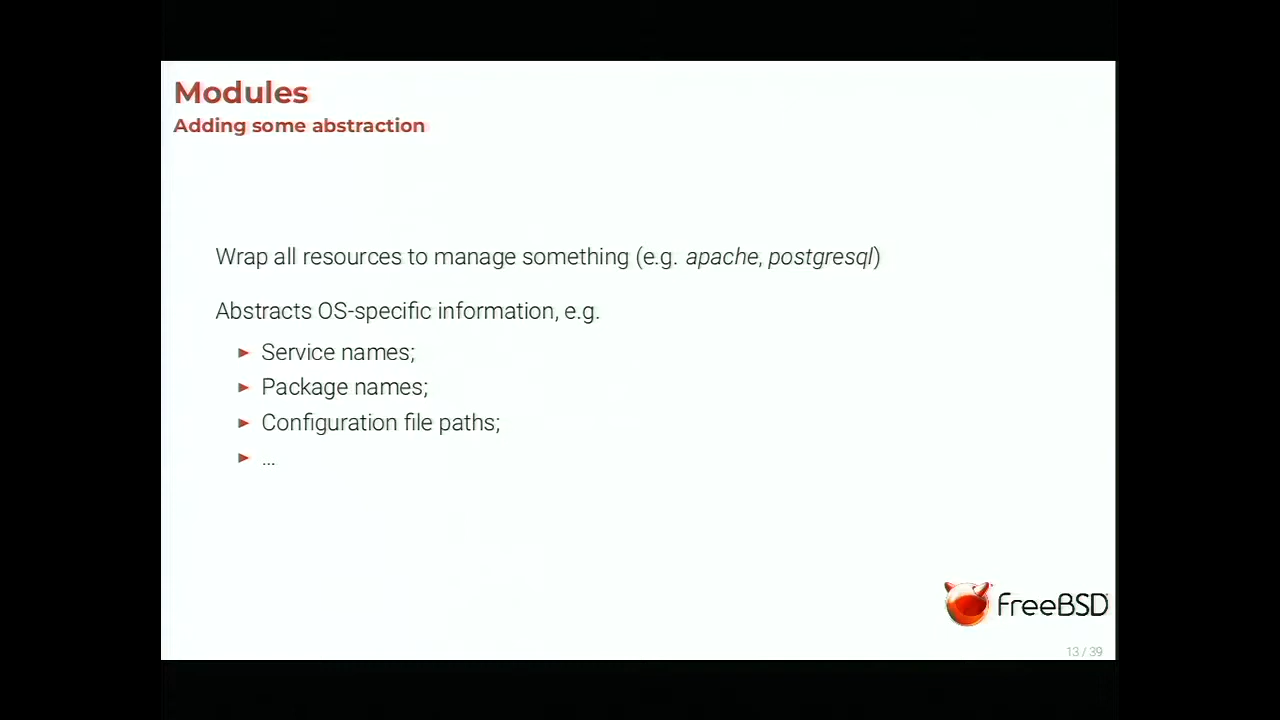 Modules
Adding some abstraction
Wrap all resources to manage something (e.g. apache, postgresql)
Abstracts OS-specific information, e.g.
► Service names;
► Package names;
► Configuration file paths;
► ...
FreeBSD
13 / 39